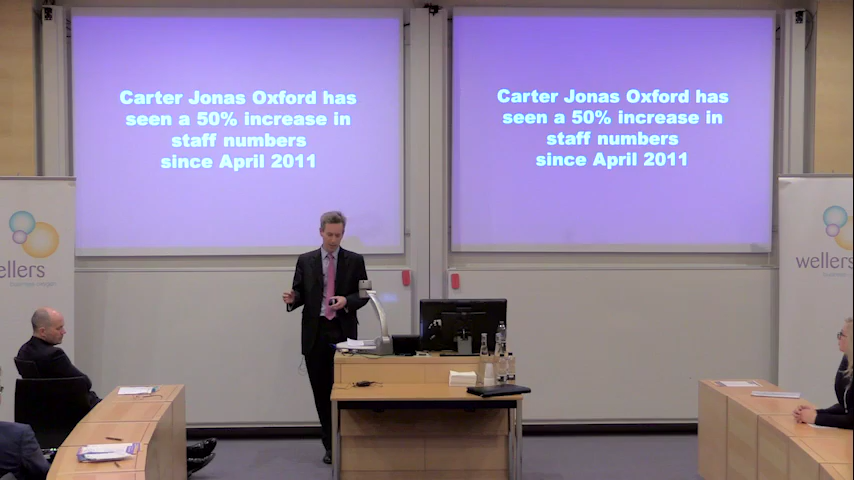 Carter Jonas Oxford has
seen a 50% increase in
staff numbers
since April 2011
Carter Jonas Oxford has
seen a 50% increase in
staff numbers
since April 2011
ellers
wellers